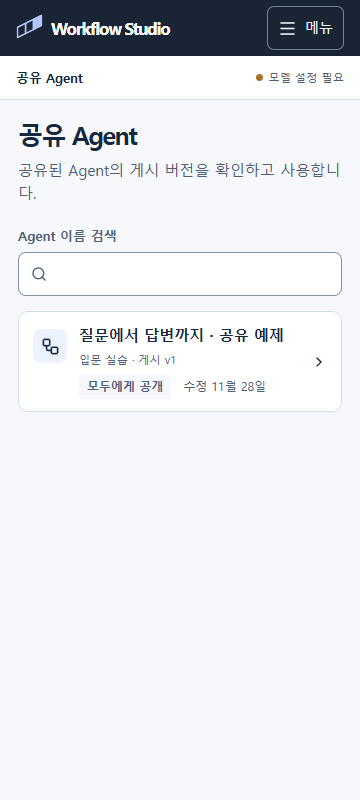 Workflow Studio
메뉴
공유 Agent
모델 설정 필요
공유 Agent
공유된 Agent의 게시 버전을 확인하고 사용합니
다.
Agent 이름 검색
질문에서 답변까지 · 공유 예제
입문 실습 · 게시 v1
모두에게 공개
수정 11월 28일